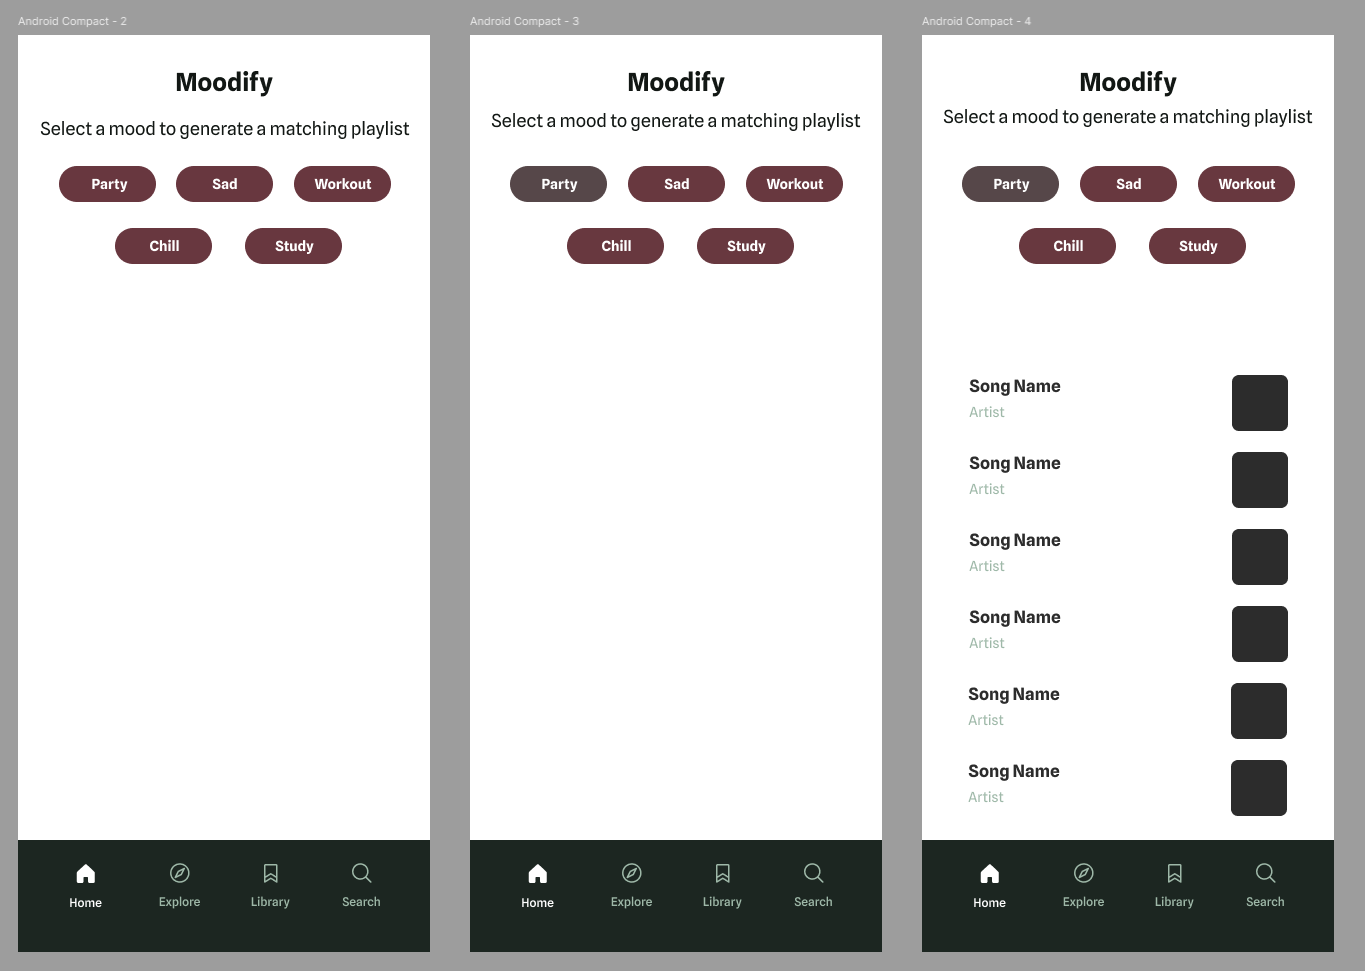 Android Compact - 2
Moodify
Select a mood to generate a matching playlist
Party Sad Workout
Chill Study
Home Explore Library Search
Android Compact - 3
Moodify
Select a mood to generate a matching playlist
Party Sad Workout
Chill Study
Home Explore Library Search
Android Compact - 4
Moodify
Select a mood to generate a matching playlist
Party Sad Workout
Chill Study
Song Name
Artist
Song Name
Artist
Song Name
Artist
Song Name
Artist
Song Name
Artist
Song Name
Artist
Home Explore Library Search